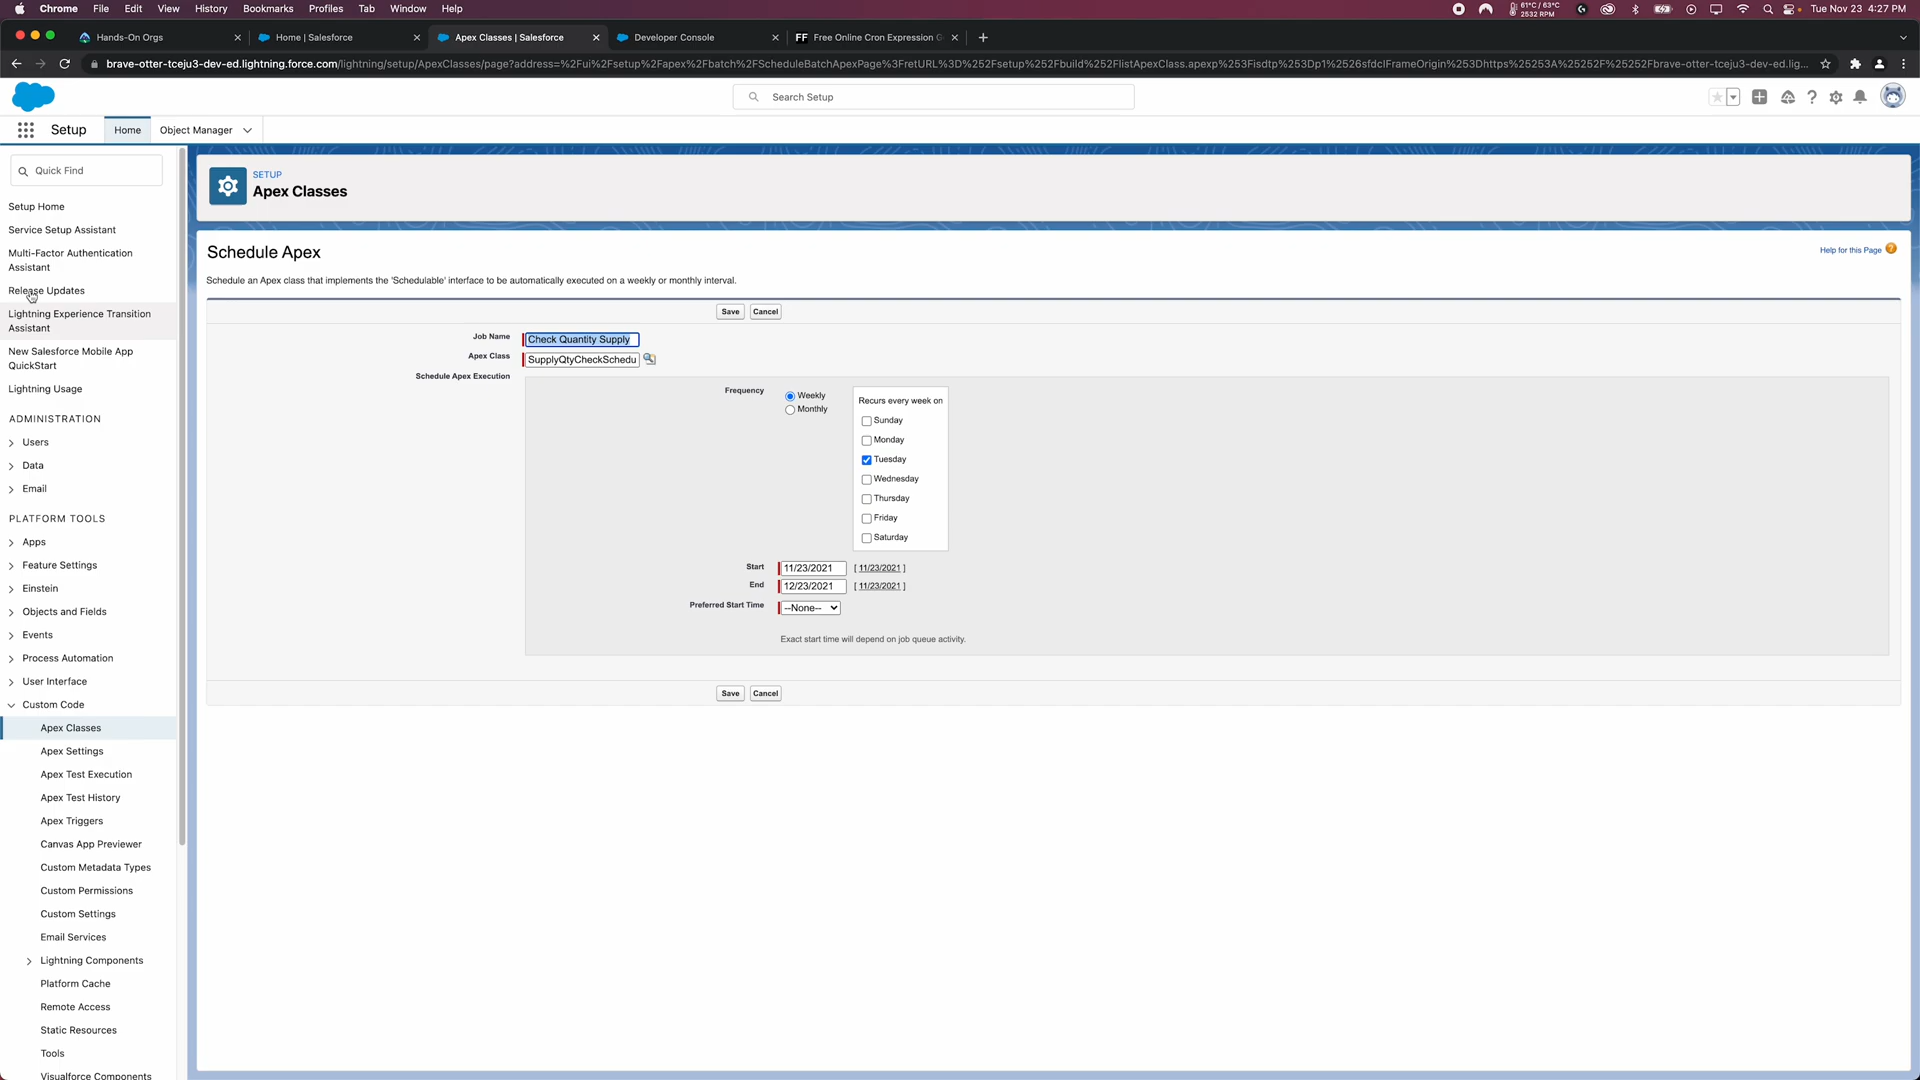 Chrome File Edit View History Bookmarks Profiles Tab Window Help
61°C / 63°C
2532 RPM
Tue Nov 23 4:27 PM
Hands-On Orgs
Home | Salesforce
Apex Classes | Salesforce
Developer Console
FF Free Online Cron Expression G
brave-otter-tceju3-dev-ed.lightning.force.com/lightning/setup/ApexClasses/page?address=%2Fui%2Fsetup%2Fapex%2Fbatch%2FScheduleBatchApexPage%3FretURL%3D%252Fsetup%252Fbuild%252FlistApexClass.apexp%253Fisdtp%253Dp1%2526sfdcIFrameOrigin%253Dhttps%25253A%25252F%25252Fbrave-otter-tceju3-dev-ed.lig...
Search Setup
Setup
Home
Object Manager
Quick Find
Setup Home
Service Setup Assistant
Multi-Factor Authentication
Assistant
Release Updates
Lightning Experience Transition
Assistant
New Salesforce Mobile App
QuickStart
Lightning Usage
ADMINISTRATION
Users
Data
Email
PLATFORM TOOLS
Apps
Feature Settings
Einstein
Objects and Fields
Events
Process Automation
User Interface
Custom Code
Apex Classes
Apex Settings
Apex Test Execution
Apex Test History
Apex Triggers
Canvas App Previewer
Custom Metadata Types
Custom Permissions
Custom Settings
Email Services
Lightning Components
Platform Cache
Remote Access
Static Resources
Tools
Visualforce Components
SETUP
Apex Classes
Schedule Apex
Help for this Page
Schedule an Apex class that implements the 'Schedulable' interface to be automatically executed on a weekly or monthly interval.
Save Cancel
Job Name Check Quantity Supply
Apex Class SupplyQtyCheckSchedu
Schedule Apex Execution
Frequency
Weekly
Monthly
Recurs every week on
Sunday
Monday
Tuesday
Wednesday
Thursday
Friday
Saturday
Start 11/23/2021 [ 11/23/2021 ]
End 12/23/2021 [ 11/23/2021 ]
Preferred Start Time --None--
Exact start time will depend on job queue activity.
Save Cancel